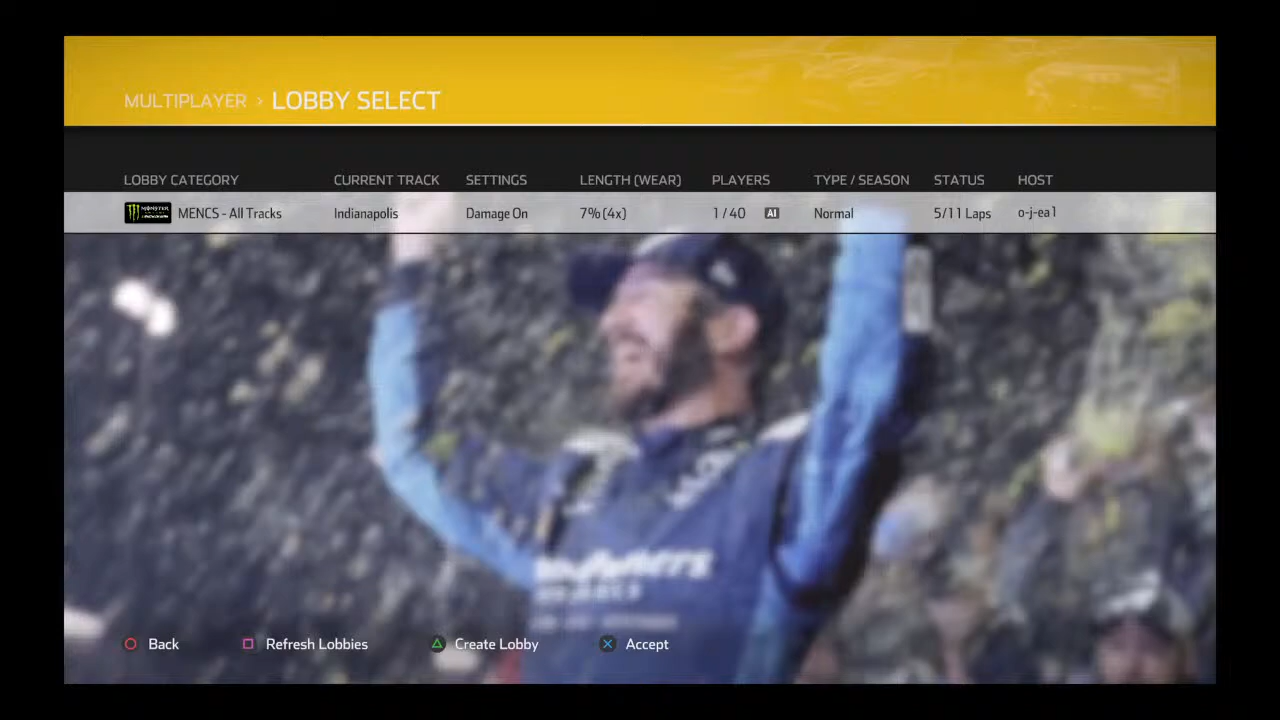 MULTIPLAYER > LOBBY SELECT
LOBBY CATEGORY CURRENT TRACK SETTINGS LENGTH (WEAR) PLAYERS TYPE / SEASON STATUS HOST
MONSTER MENCS - All Tracks Indianapolis Damage On 7% (4x) 1 / 40 AI Normal 5/11 Laps o-j-ea1
Back Refresh Lobbies Create Lobby Accept